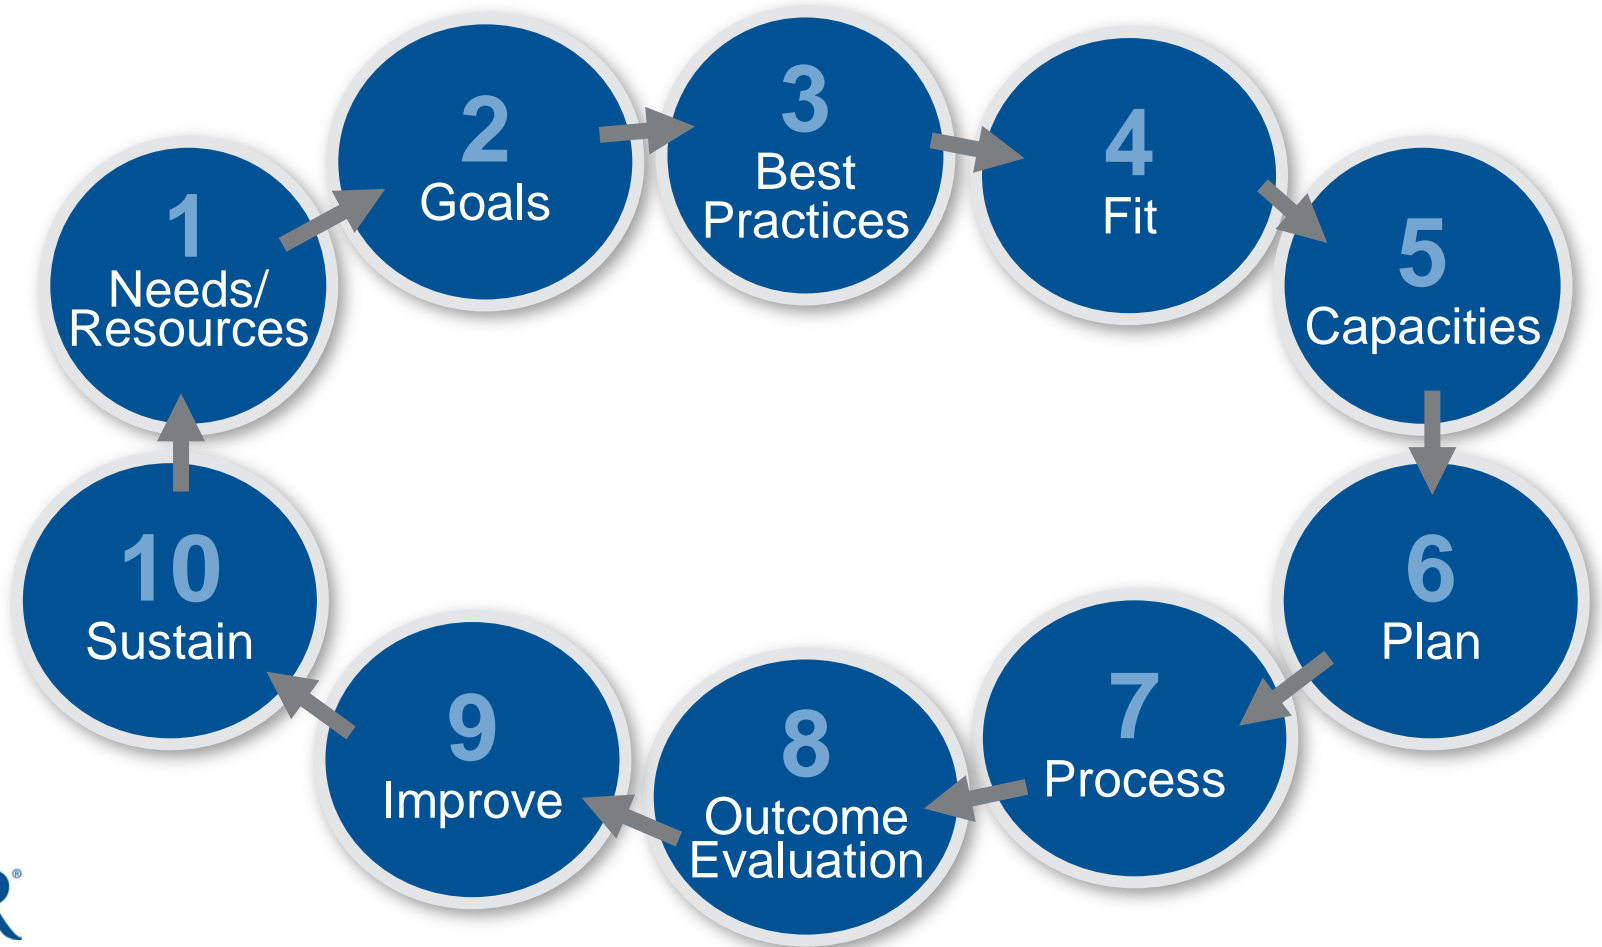 1
Needs/
Resources
2
Goals
3
Best
Practices
4
Fit
5
Capacities
6
Plan
7
Process
8
Outcome
Evaluation
9
Improve
10
Sustain
R®